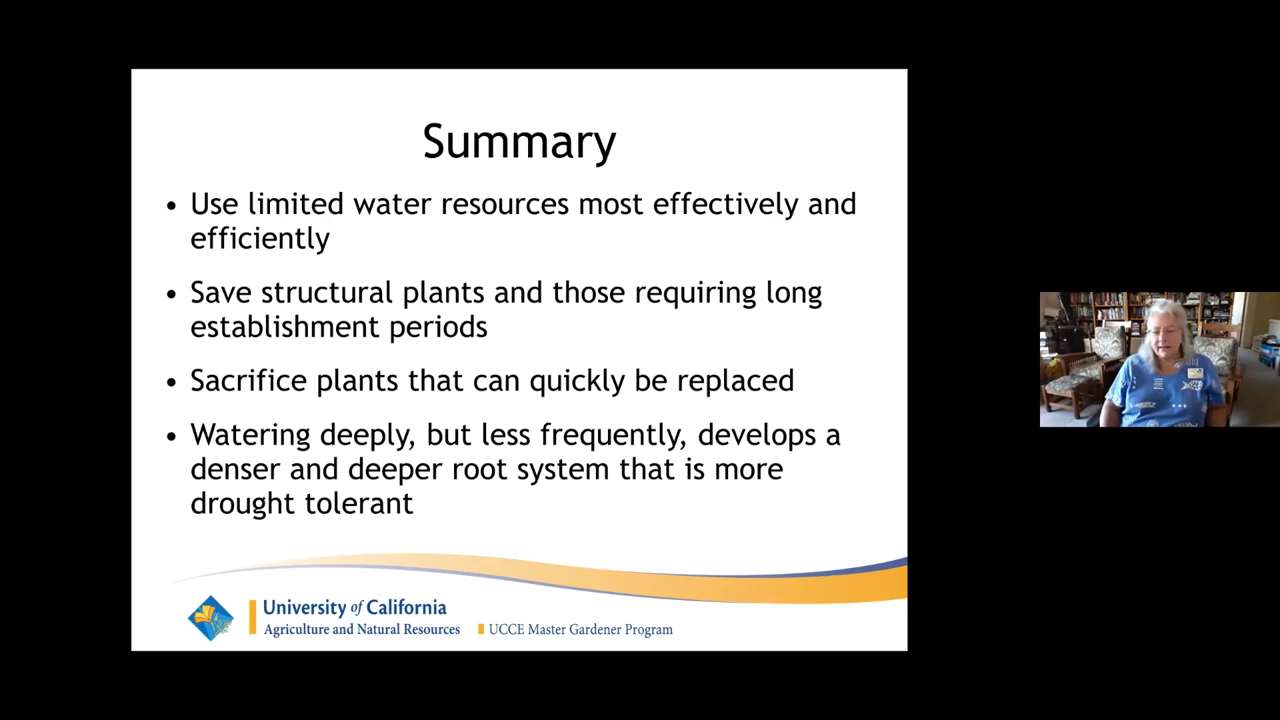 Summary
• Use limited water resources most effectively and
efficiently
• Save structural plants and those requiring long
establishment periods
• Sacrifice plants that can quickly be replaced
• Watering deeply, but less frequently, develops a
denser and deeper root system that is more
drought tolerant
University of California
Agriculture and Natural Resources
UCCE Master Gardener Program